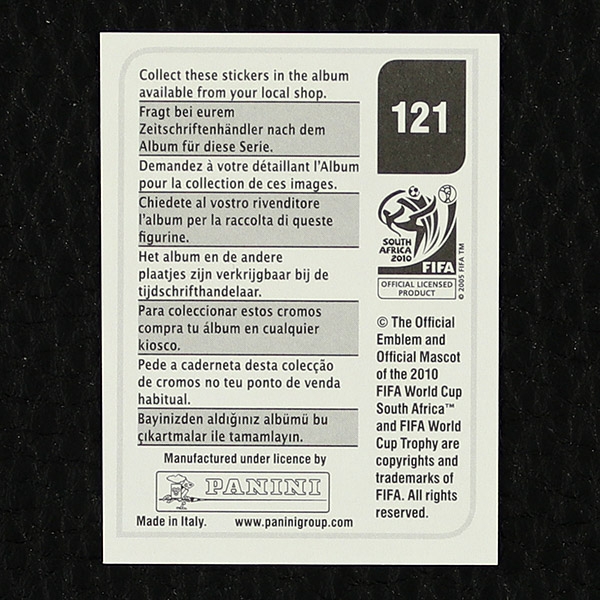 Collect these stickers in the album
available from your local shop.
Fragt bei eurem
Zeitschriftenhändler nach dem
Album für diese Serie.
Demandez à votre détaillant l'Album
pour la collection de ces images.
Chiedete al vostro rivenditore
l'album per la raccolta di queste
figurine.
Het album en de andere
plaatjes zijn verkrijgbaar bij de
tijdschrifthandelaar.
Para coleccionar estos cromos
compra tu álbum en cualquier
kiosco.
Pede a caderneta desta colecção
de cromos no teu ponto de venda
habitual.
Bayinizden aldığınız albümü bu
çıkartmalar ile tamamlayın.
Manufactured under licence by
PANINI
Made in Italy. www.paninigroup.com
121
SOUTH
AFRICA
2010
FIFA
© 2005 FIFA TM
OFFICIAL LICENSED
PRODUCT
© The Official
Emblem and
Official Mascot
of the 2010
FIFA World Cup
South Africa™
and FIFA World
Cup Trophy are
copyrights and
trademarks of
FIFA. All rights
reserved.